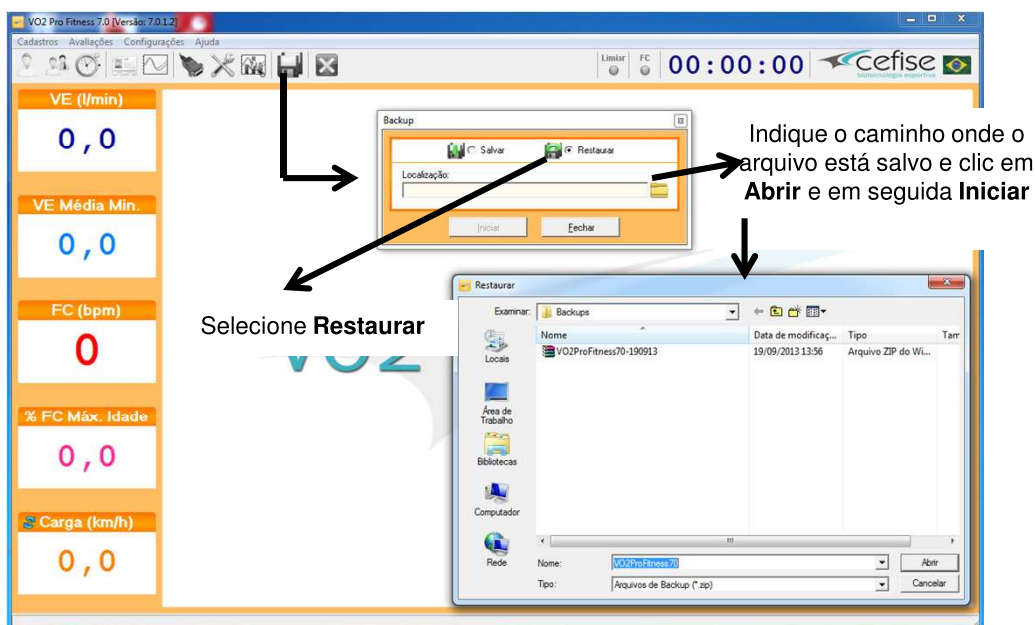 VO2 Pro Fitness 7.0 [Versão: 7.0.1.2]
Cadastros Avaliações Configurações Ajuda
Limiar FC 00:00:00 cefise
biotecnologia esportiva
VE (l/min)
0,0
VE Média Min.
0,0
FC (bpm)
0
% FC Máx. Idade
0,0
Carga (km/h)
0,0
Backup
Salvar Restaurar
Localização:
Iniciar Fechar
Indique o caminho onde o
arquivo está salvo e clic em
Abrir e em seguida Iniciar
Selecione Restaurar
VO2
Restaurar
Examinar: Backups
Nome Data de modificaç... Tipo Tam
VO2ProFitness70-190913 19/09/2013 13:56 Arquivo ZIP do Wi...
Locais
Área de
Trabalho
Bibliotecas
Computador
Rede
Nome: VO2ProFitness70 Abrir
Tipo: Arquivos de Backup (*.zip) Cancelar